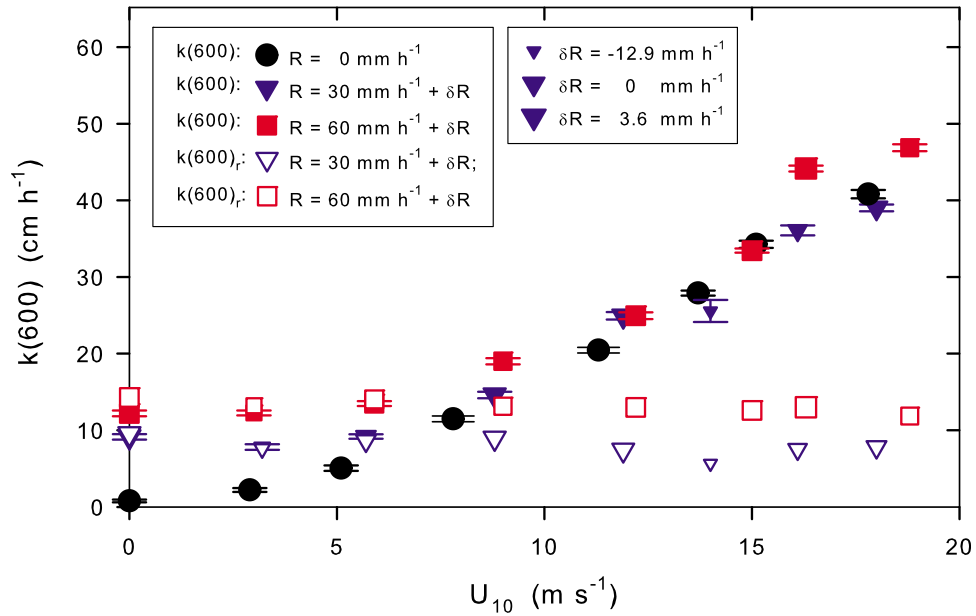 k(600) (cm h⁻¹)
60
50
40
30
20
10
0
k(600): R = 0 mm h⁻¹
k(600): R = 30 mm h⁻¹ + δR
k(600): R = 60 mm h⁻¹ + δR
k(600)ᵣ: R = 30 mm h⁻¹ + δR;
k(600)ᵣ: R = 60 mm h⁻¹ + δR
δR = -12.9 mm h⁻¹
δR = 0 mm h⁻¹
δR = 3.6 mm h⁻¹
0 5 10 15 20
U₁₀ (m s⁻¹)